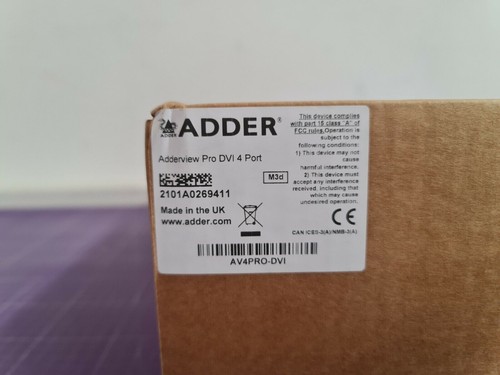 ADDER®
ADDER
Adderview Pro DVI 4 Port
M3d
2101A0269411
Made in the UK
www.adder.com
This device complies
with part 15 class "A" of
FCC rules.Operation is
subject to the
following conditions:
1) This device may not
cause
harmful interference.
2) This device must
accept any interference
received, including that
which may cause
undesired operation.
CE
CAN ICES-3(A)/NMB-3(A)
AV4PRO-DVI